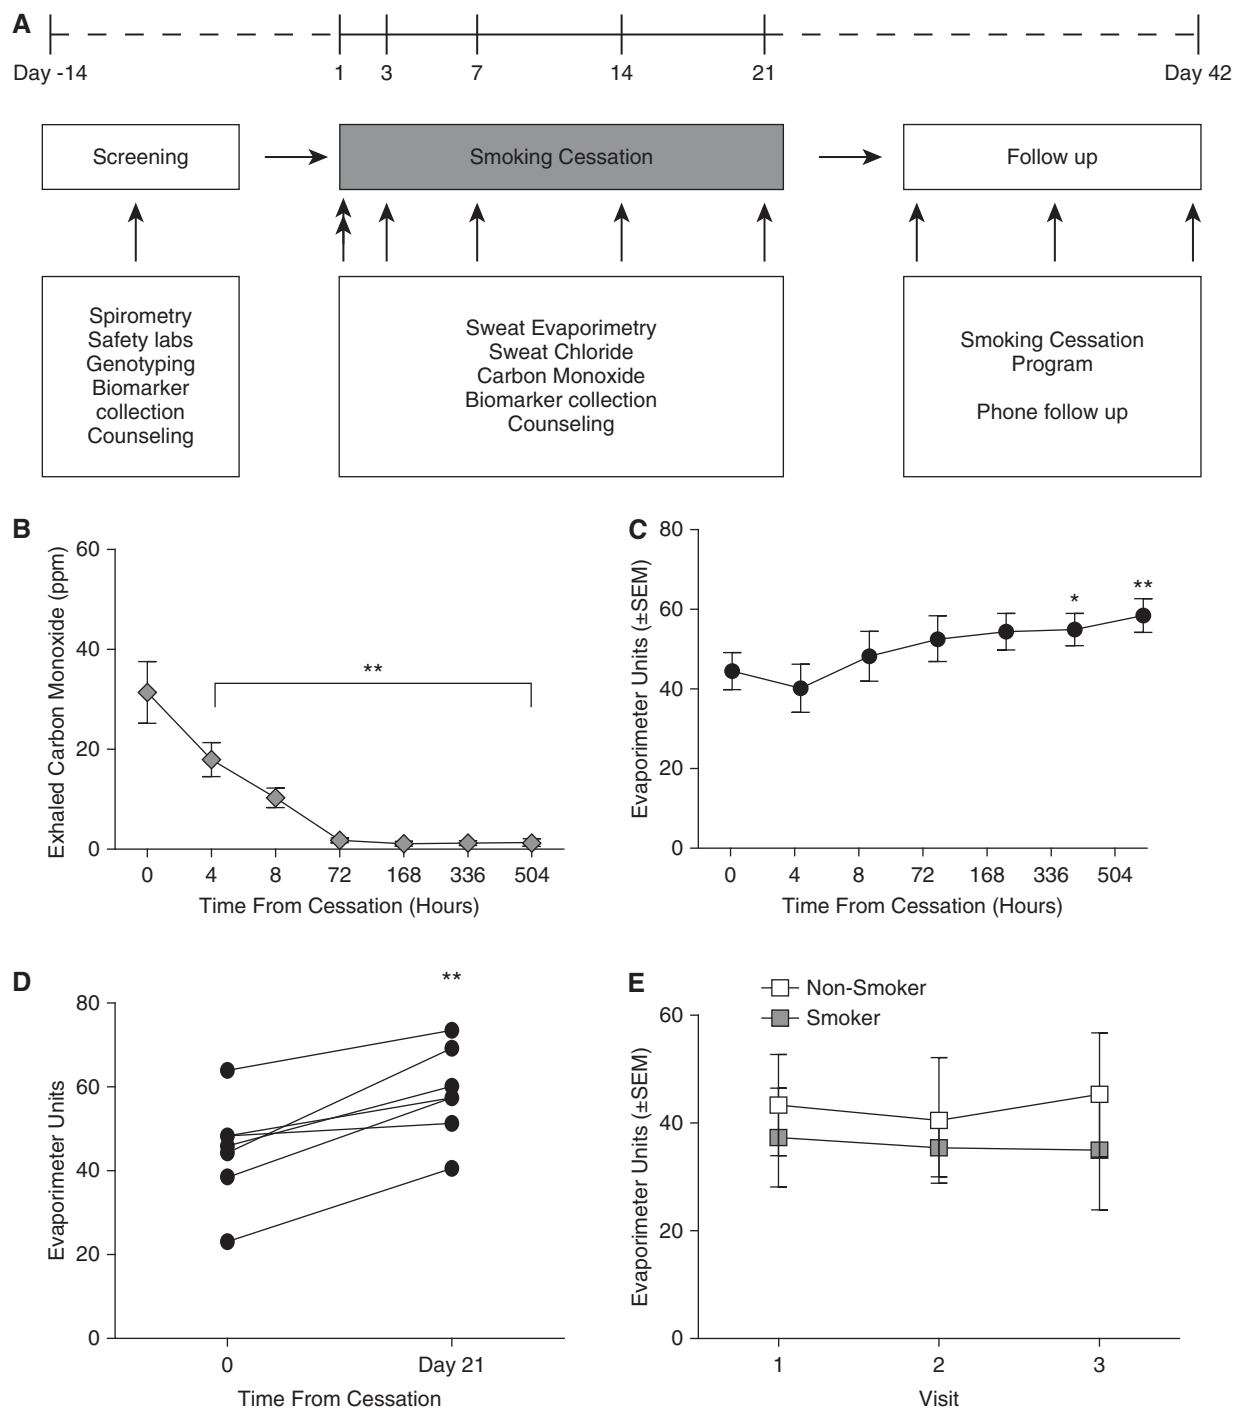 A
Day -14 1 3 7 14 21 Day 42
Screening Smoking Cessation Follow up
Spirometry
Safety labs
Genotyping
Biomarker
collection
Counseling
Sweat Evaporimetry
Sweat Chloride
Carbon Monoxide
Biomarker collection
Counseling
Smoking Cessation
Program
Phone follow up
B
Exhaled Carbon Monoxide (ppm)
60
40
20
0
**
0 4 8 72 168 336 504
Time From Cessation (Hours)
C
Evaporimeter Units (±SEM)
80
60
40
20
0
* **
0 4 8 72 168 336 504
Time From Cessation (Hours)
D
Evaporimeter Units
80
60
40
20
0
**
0 Day 21
Time From Cessation
E
Non-Smoker
Smoker
Evaporimeter Units (±SEM)
60
40
20
0
1 2 3
Visit